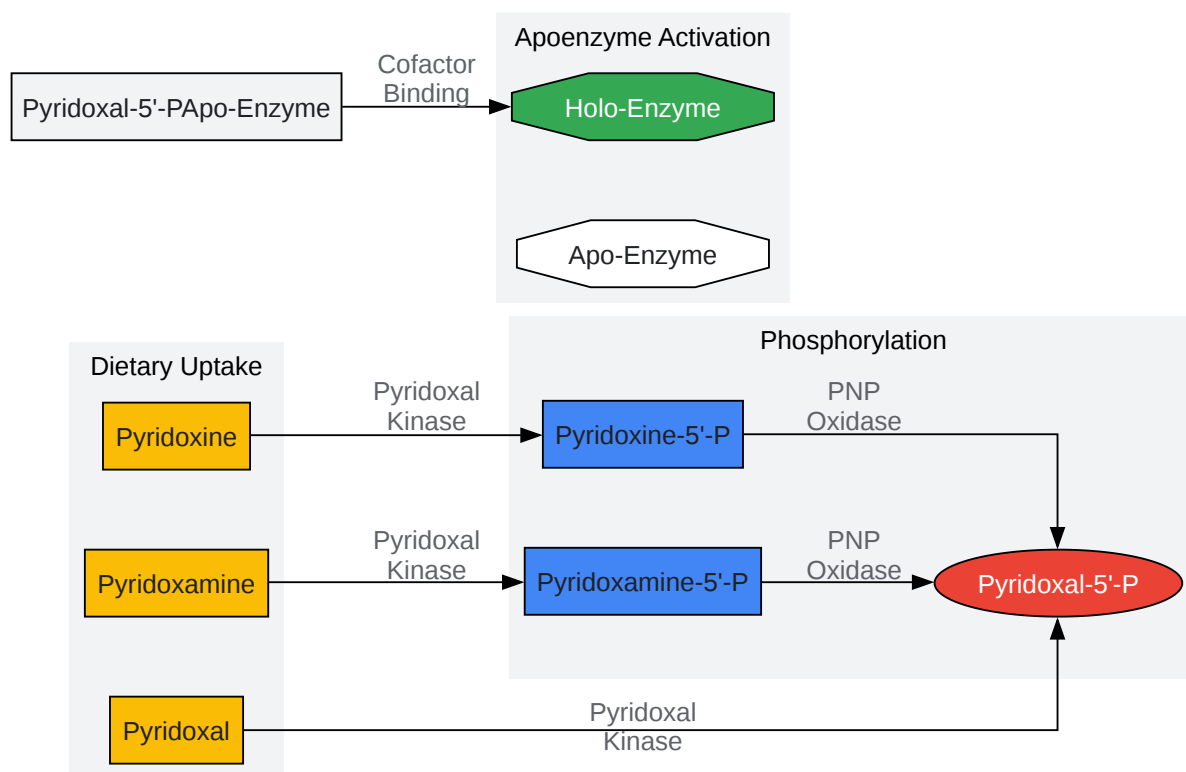 Apoenzyme Activation
Cofactor
Binding
Pyridoxal-5'-PApo-Enzyme
Holo-Enzyme
Apo-Enzyme
Phosphorylation
Dietary Uptake
Pyridoxal
Kinase
PNP
Oxidase
Pyridoxine
Pyridoxine-5'-P
Pyridoxal
Kinase
PNP
Oxidase
Pyridoxamine
Pyridoxamine-5'-P
Pyridoxal-5'-P
Pyridoxal
Pyridoxal
Kinase